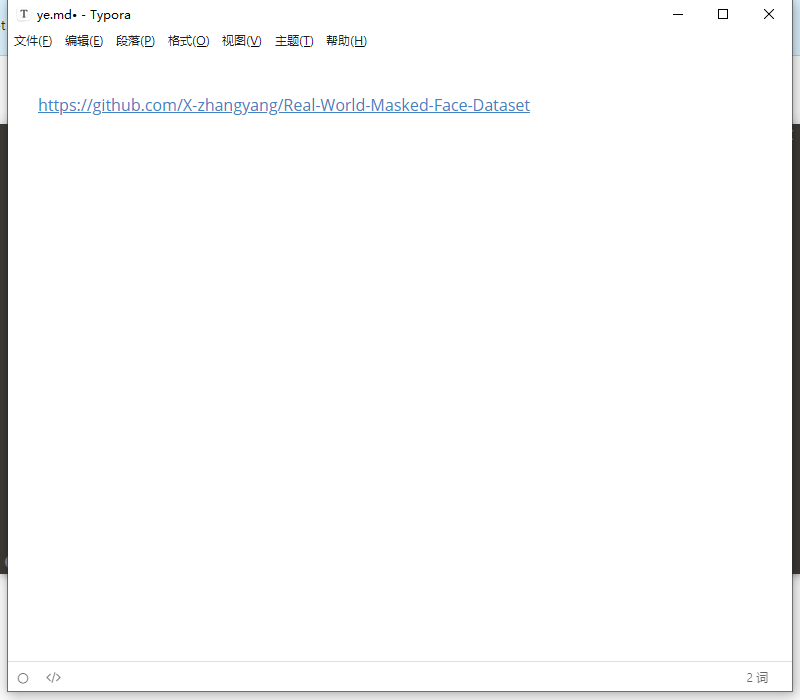 T ye.md• - Typora
文件(F) 编辑(E) 段落(P) 格式(O) 视图(V) 主题(T) 帮助(H)
https://github.com/X-zhangyang/Real-World-Masked-Face-Dataset
</> 2 词